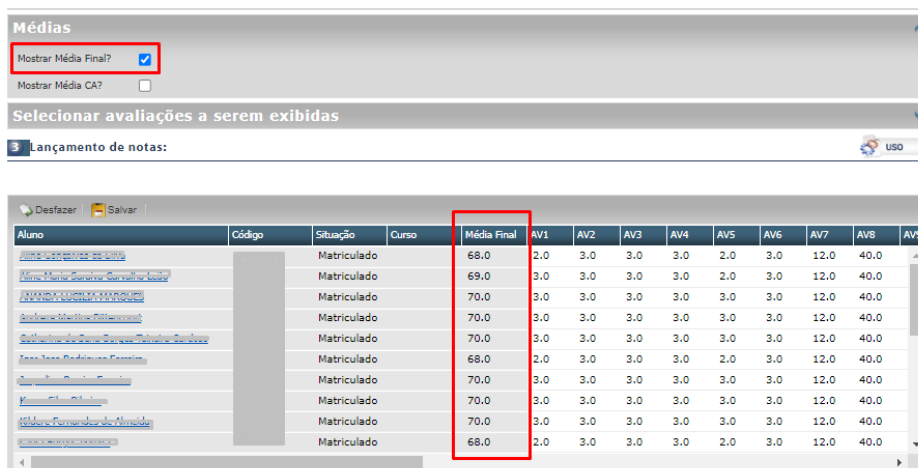 Médias
Mostrar Média Final?
Mostrar Média CA?
Selecionar avaliações a serem exibidas
3 Lançamento de notas: USO
Desfazer Salvar
Aluno Código Situação Curso Média Final AV1 AV2 AV3 AV4 AV5 AV6 AV7 AV8 AV9
Matriculado 68.0 2.0 3.0 3.0 3.0 2.0 3.0 12.0 40.0
Matriculado 69.0 3.0 3.0 3.0 3.0 2.0 3.0 12.0 40.0
ANANDA LUCILIA MARQUES Matriculado 70.0 3.0 3.0 3.0 3.0 3.0 3.0 12.0 40.0
Matriculado 70.0 3.0 3.0 3.0 3.0 3.0 3.0 12.0 40.0
Matriculado 70.0 3.0 3.0 3.0 3.0 3.0 3.0 12.0 40.0
Matriculado 68.0 2.0 3.0 3.0 3.0 2.0 3.0 12.0 40.0
Matriculado 70.0 3.0 3.0 3.0 3.0 3.0 3.0 12.0 40.0
Matriculado 70.0 3.0 3.0 3.0 3.0 3.0 3.0 12.0 40.0
Matriculado 70.0 3.0 3.0 3.0 3.0 3.0 3.0 12.0 40.0
Matriculado 68.0 2.0 3.0 3.0 3.0 2.0 3.0 12.0 40.0